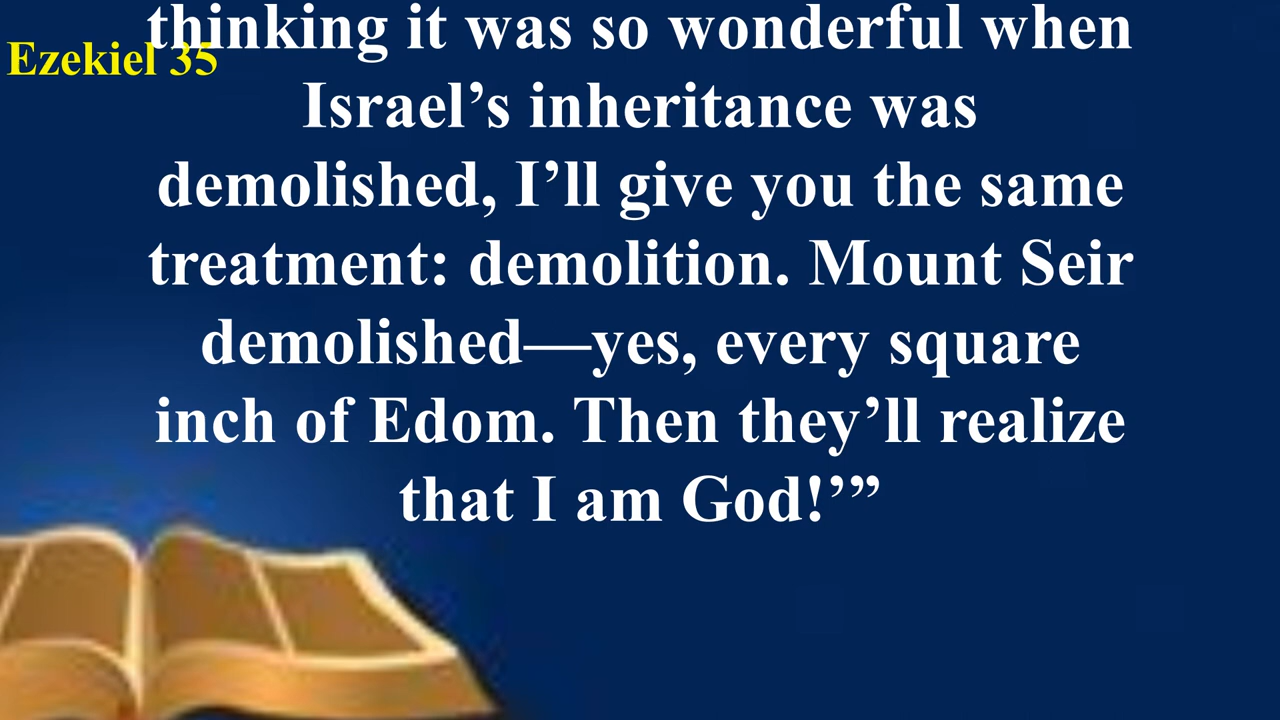 thinking it was so wonderful when
Ezekiel 35
Israel’s inheritance was
demolished, I’ll give you the same
treatment: demolition. Mount Seir
demolished—yes, every square
inch of Edom. Then they’ll realize
that I am God!’”